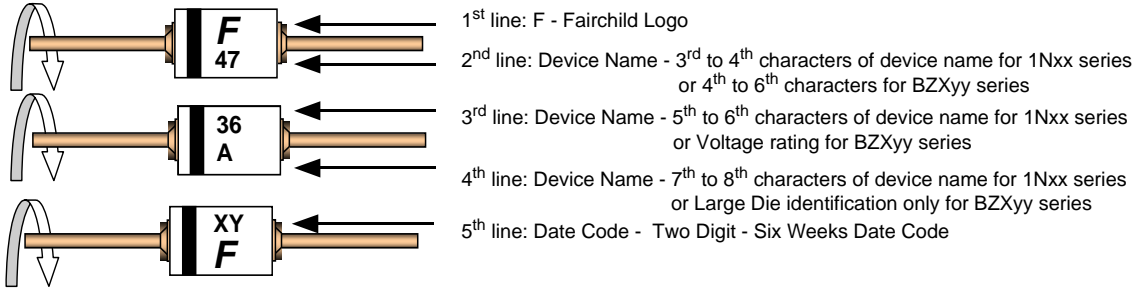 F
47
36
A
XY
F
1st line: F - Fairchild Logo
2nd line: Device Name - 3rd to 4th characters of device name for 1Nxx series
or 4th to 6th characters for BZXyy series
3rd line: Device Name - 5th to 6th characters of device name for 1Nxx series
or Voltage rating for BZXyy series
4th line: Device Name - 7th to 8th characters of device name for 1Nxx series
or Large Die identification only for BZXyy series
5th line: Date Code - Two Digit - Six Weeks Date Code